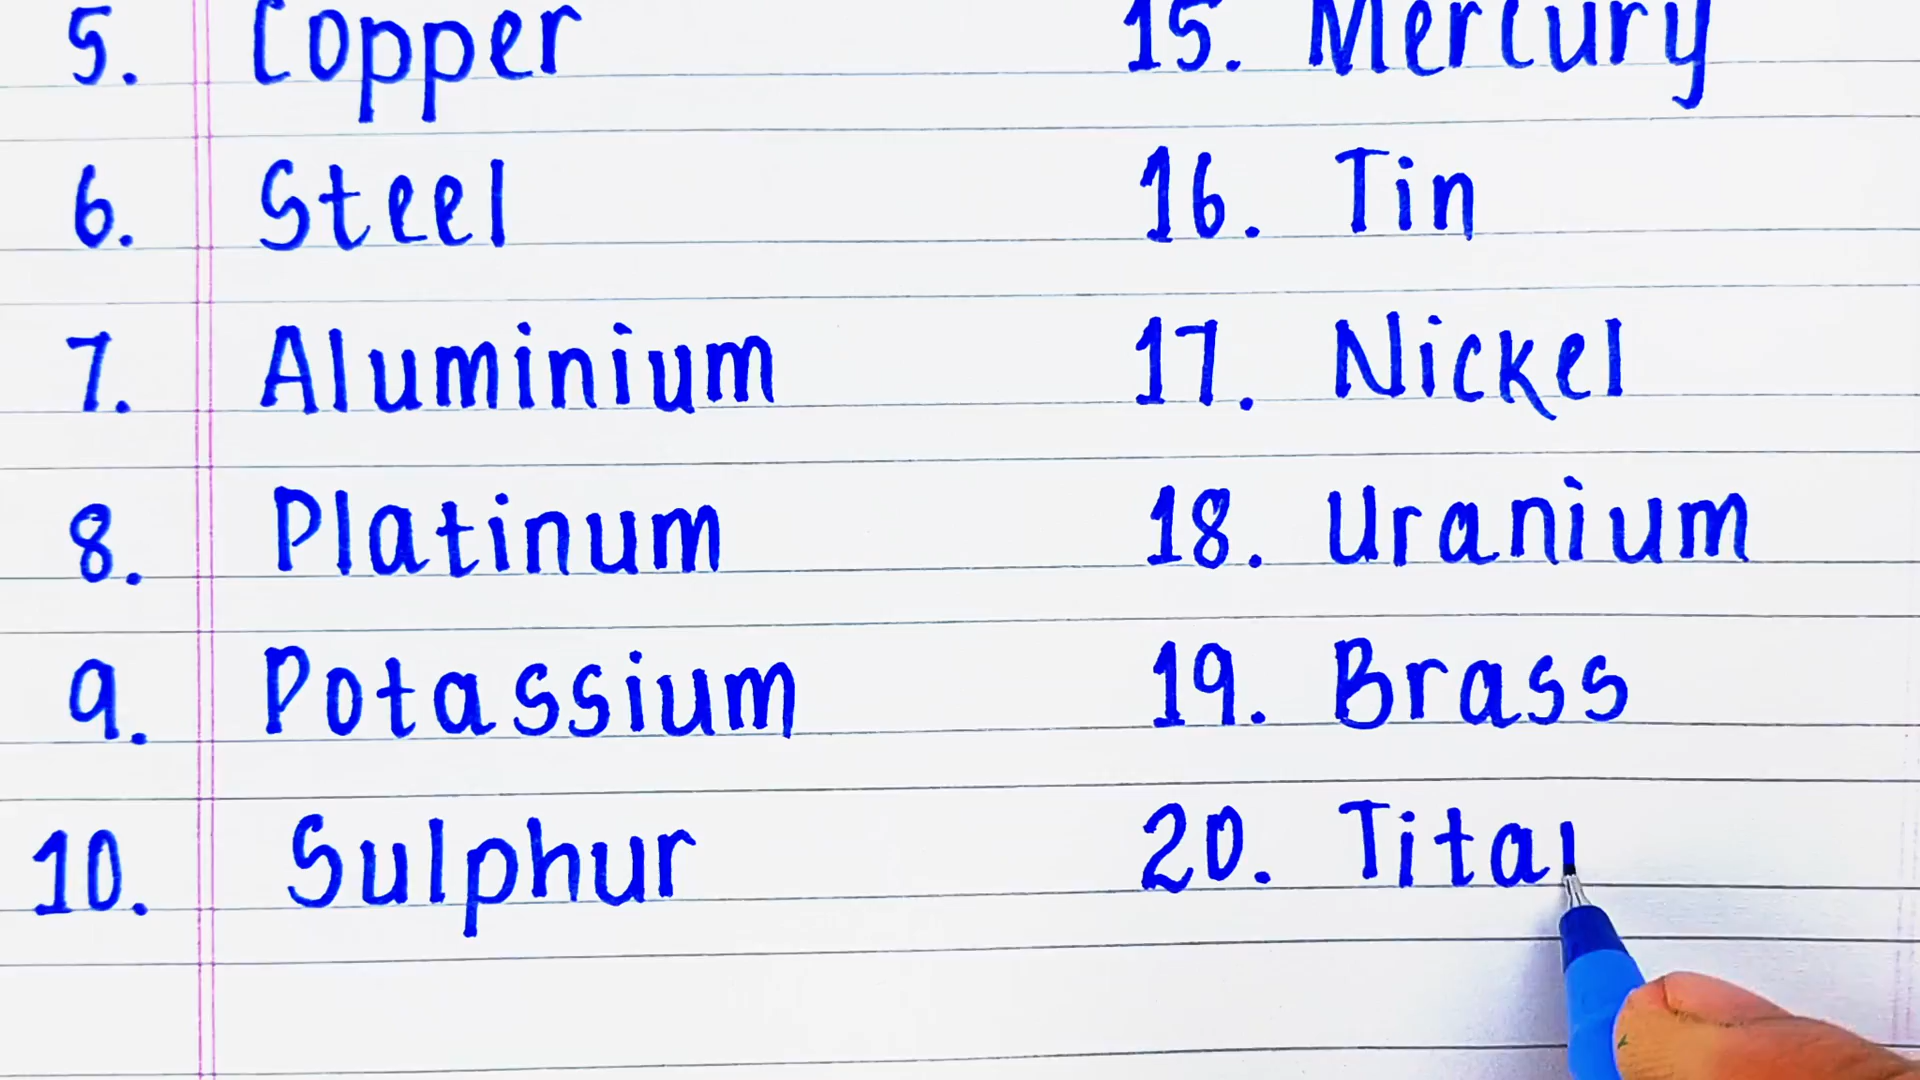 5. Copper
6. Steel
7. Aluminium
8. Platinum
9. Potassium
10. Sulphur
15. Mercury
16. Tin
17. Nickel
18. Uranium
19. Brass
20. Tita